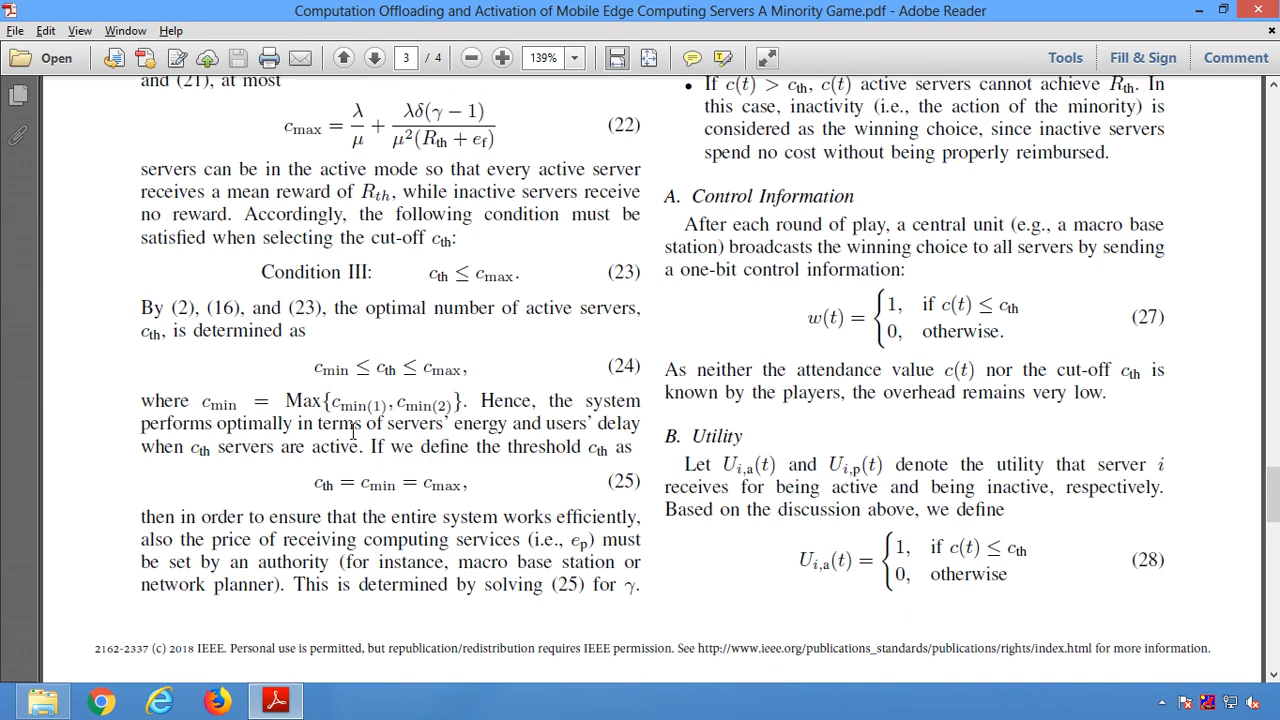 Computation Offloading and Activation of Mobile Edge Computing Servers A Minority Game.pdf - Adobe Reader
File Edit View Window Help
Open 3 / 4 139% Tools Fill & Sign Comment
and (21), at most
c_max = λ/μ + λδ(γ − 1)/μ²(R_th + e_f) (22)
servers can be in the active mode so that every active server
receives a mean reward of R_th, while inactive servers receive
no reward. Accordingly, the following condition must be
satisfied when selecting the cut-off c_th:
Condition III: c_th ≤ c_max. (23)
By (2), (16), and (23), the optimal number of active servers,
c_th, is determined as
c_min ≤ c_th ≤ c_max, (24)
where c_min = Max{c_min(1), c_min(2)}. Hence, the system
performs optimally in terms of servers' energy and users' delay
when c_th servers are active. If we define the threshold c_th as
c_th = c_min = c_max, (25)
then in order to ensure that the entire system works efficiently,
also the price of receiving computing services (i.e., e_p) must
be set by an authority (for instance, macro base station or
network planner). This is determined by solving (25) for γ.
• If c(t) > c_th, c(t) active servers cannot achieve R_th. In
this case, inactivity (i.e., the action of the minority) is
considered as the winning choice, since inactive servers
spend no cost without being properly reimbursed.
A. Control Information
After each round of play, a central unit (e.g., a macro base
station) broadcasts the winning choice to all servers by sending
a one-bit control information:
w(t) = { 1, if c(t) ≤ c_th
0, otherwise. (27)
As neither the attendance value c(t) nor the cut-off c_th is
known by the players, the overhead remains very low.
B. Utility
Let U_i,a(t) and U_i,p(t) denote the utility that server i
receives for being active and being inactive, respectively.
Based on the discussion above, we define
U_i,a(t) = { 1, if c(t) ≤ c_th
0, otherwise (28)
2162-2337 (c) 2018 IEEE. Personal use is permitted, but republication/redistribution requires IEEE permission. See http://www.ieee.org/publications_standards/publications/rights/index.html for more information.